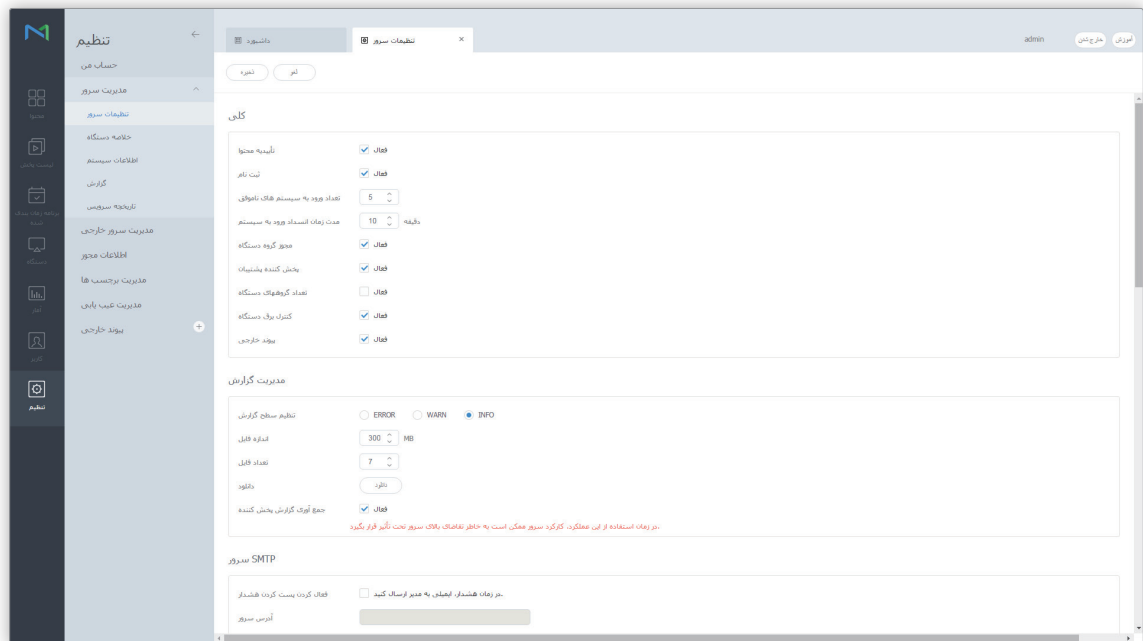 تنظیم
حساب من
مدیریت سرور
تنظیمات سرور
خلاصه دستگاه
اطلاعات سیستم
گزارش
تاریخچه سرویس
مدیریت سرور خارجی
اطلاعات مجوز
مدیریت برچسب ها
مدیریت عیب یابی
پیوند خارجی
محتوا
لیست پخش
برنامه زمان بندی شده
دستگاه
آمار
کاربر
تنظیم
داشبورد
تنظیمات سرور
admin
خارج شدن
آموزش
ذخیره
لغو
کلی
تأییدیه محتوا فعال
ثبت نام فعال
تعداد ورود به سیستم های ناموفق 5
مدت زمان انسداد ورود به سیستم 10 دقیقه
مجوز گروه دستگاه فعال
پخش کننده پشتیبان فعال
تعداد گروههای دستگاه فعال
کنترل برق دستگاه فعال
پیوند خارجی فعال
مدیریت گزارش
تنظیم سطح گزارش ERROR WARN INFO
اندازه فایل 300 MB
تعداد فایل 7
دانلود دانلود
جمع آوری گزارش پخش کننده فعال
در زمان استفاده از این عملکرد، کارکرد سرور ممکن است به خاطر تقاضای بالای سرور تحت تأثیر قرار بگیرد.
سرور SMTP
فعال کردن پست کردن هشدار در زمان هشدار، ایمیلی به مدیر ارسال کنید.
آدرس سرور